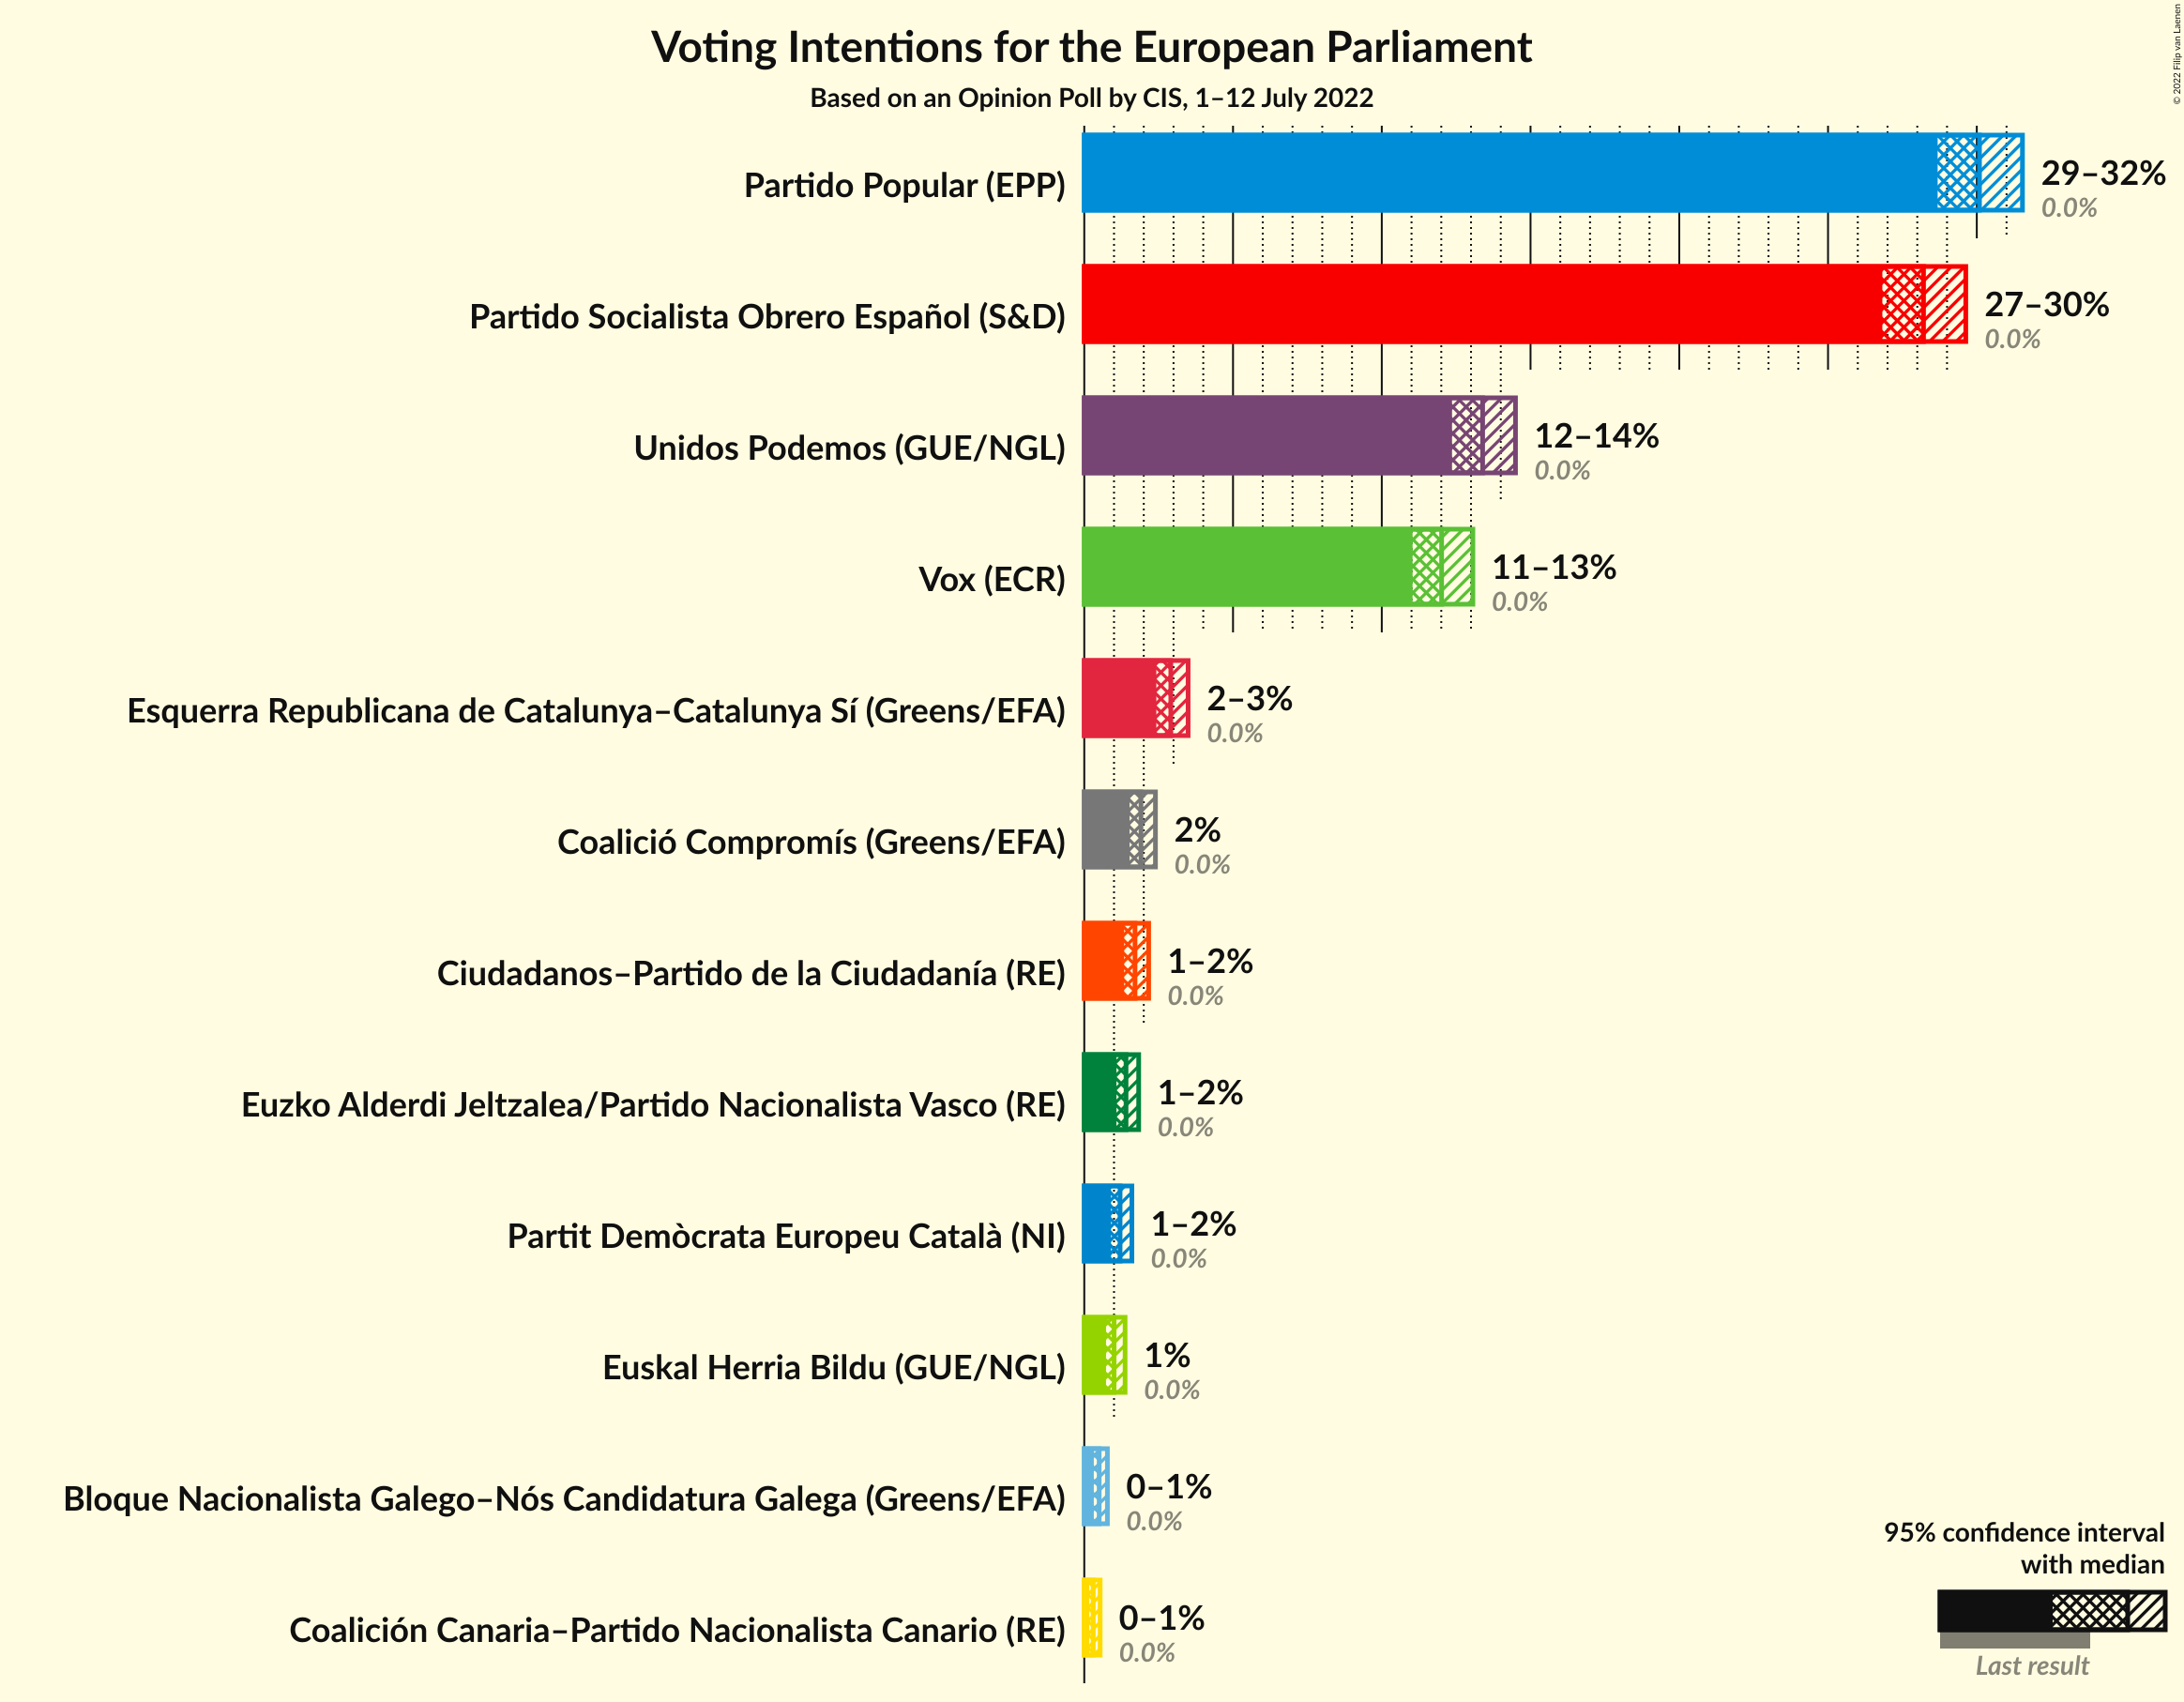 Voting Intentions for the European Parliament
Based on an Opinion Poll by CIS, 1–12 July 2022
© 2022 Filip van Laenen
Partido Popular (EPP)
29–32%
0.0%
Partido Socialista Obrero Español (S&D)
27–30%
0.0%
Unidos Podemos (GUE/NGL)
12–14%
0.0%
Vox (ECR)
11–13%
0.0%
Esquerra Republicana de Catalunya–Catalunya Sí (Greens/EFA)
2–3%
0.0%
Coalició Compromís (Greens/EFA)
2%
0.0%
Ciudadanos–Partido de la Ciudadanía (RE)
1–2%
0.0%
Euzko Alderdi Jeltzalea/Partido Nacionalista Vasco (RE)
1–2%
0.0%
Partit Demòcrata Europeu Català (NI)
1–2%
0.0%
Euskal Herria Bildu (GUE/NGL)
1%
0.0%
Bloque Nacionalista Galego–Nós Candidatura Galega (Greens/EFA)
0–1%
0.0%
Coalición Canaria–Partido Nacionalista Canario (RE)
0–1%
0.0%
95% confidence interval
with median
Last result